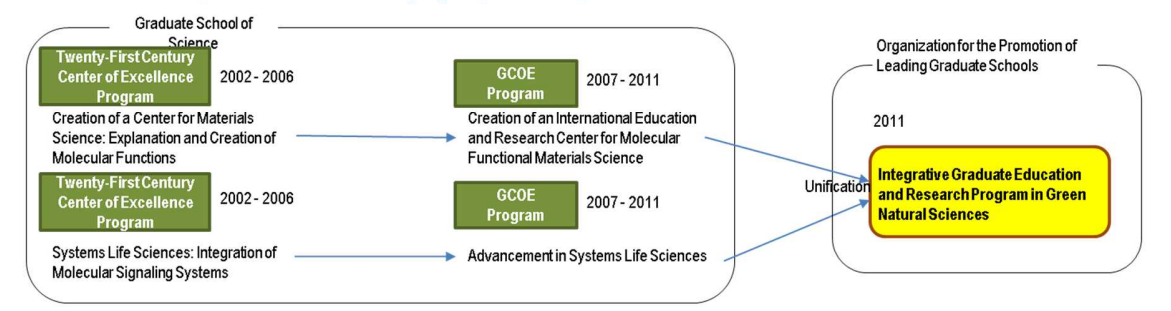 Graduate School of
Science
Twenty-First Century
Center of Excellence
Program
2002 - 2006
Creation of a Center for Materials
Science: Explanation and Creation of
Molecular Functions
GCOE
Program
2007 - 2011
Creation of an International Education
and Research Center for Molecular
Functional Materials Science
Twenty-First Century
Center of Excellence
Program
2002 - 2006
Systems Life Sciences: Integration of
Molecular Signaling Systems
GCOE
Program
2007 - 2011
Advancement in Systems Life Sciences
Organization for the Promotion of
Leading Graduate Schools
2011
Unification
Integrative Graduate Education
and Research Program in Green
Natural Sciences